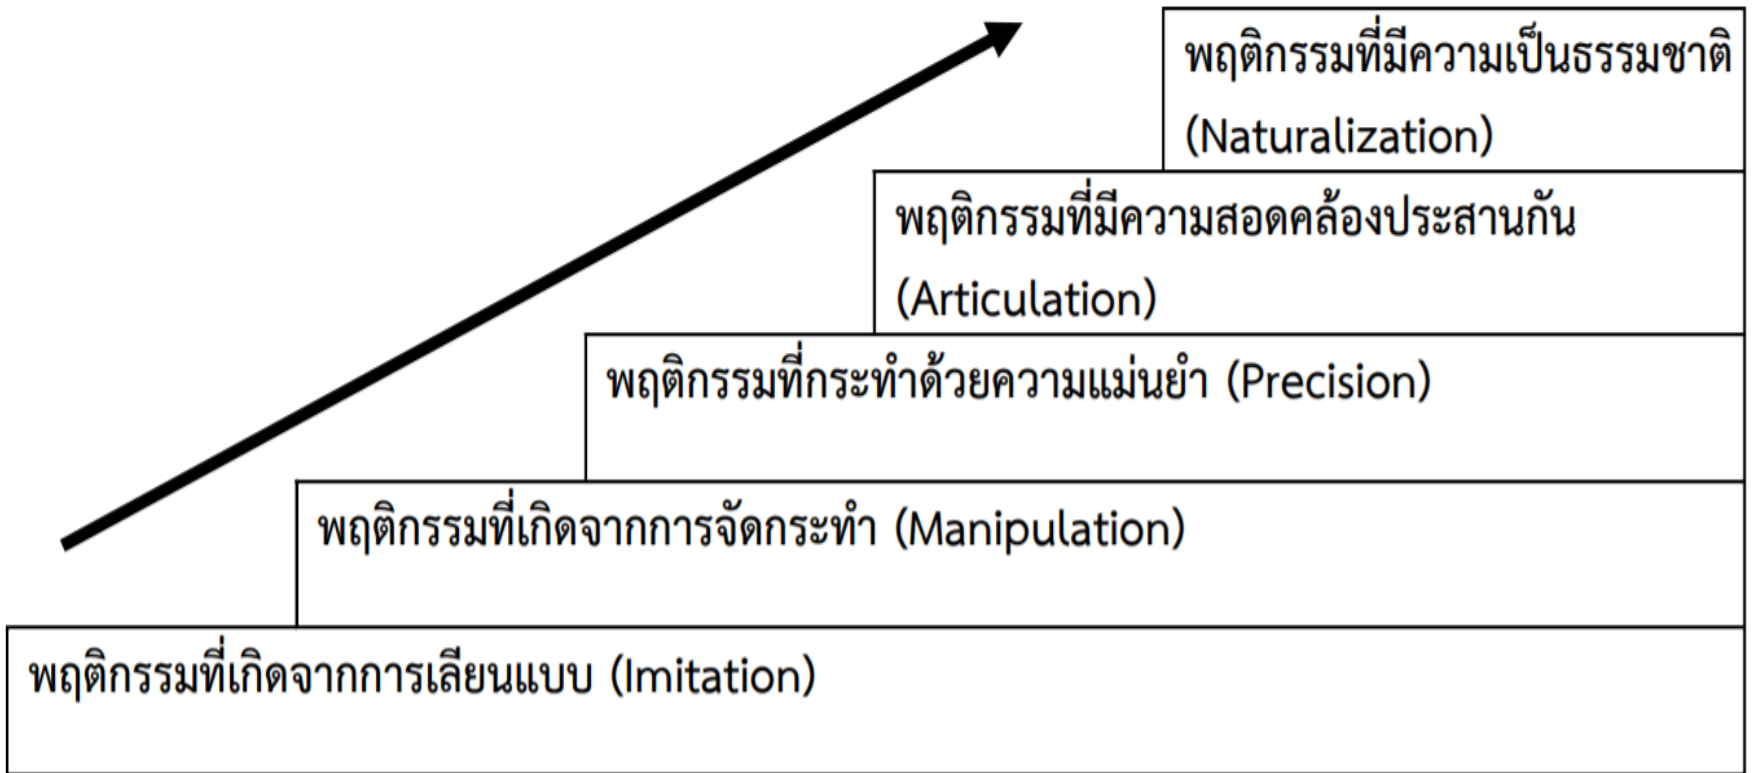 พฤติกรรมที่มีความเป็นธรรมชาติ
(Naturalization)
พฤติกรรมที่มีความสอดคล้องประสานกัน
(Articulation)
พฤติกรรมที่กระทำด้วยความแม่นยำ (Precision)
พฤติกรรมที่เกิดจากการจัดกระทำ (Manipulation)
พฤติกรรมที่เกิดจากการเลียนแบบ (Imitation)